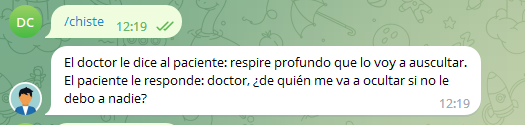 DC
/chiste
12:19
El doctor le dice al paciente: respire profundo que lo voy a auscultar.
El paciente le responde: doctor, ¿de quién me va a ocultar si no le
debo a nadie?
12:19